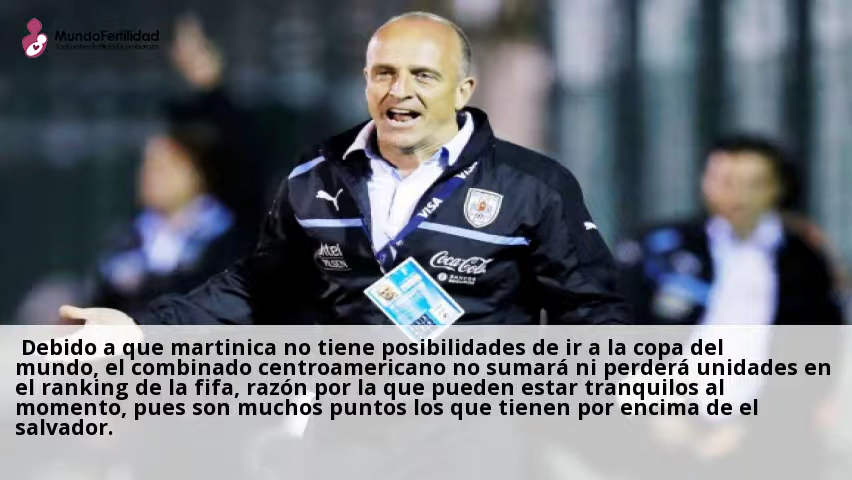 MundoFertilidad
VISA
VISA
Coca-Cola
Debido a que martinica no tiene posibilidades de ir a la copa del
mundo, el combinado centroamericano no sumará ni perderá unidades en
el ranking de la fifa, razón por la que pueden estar tranquilos al
momento, pues son muchos puntos los que tienen por encima de el
salvador.